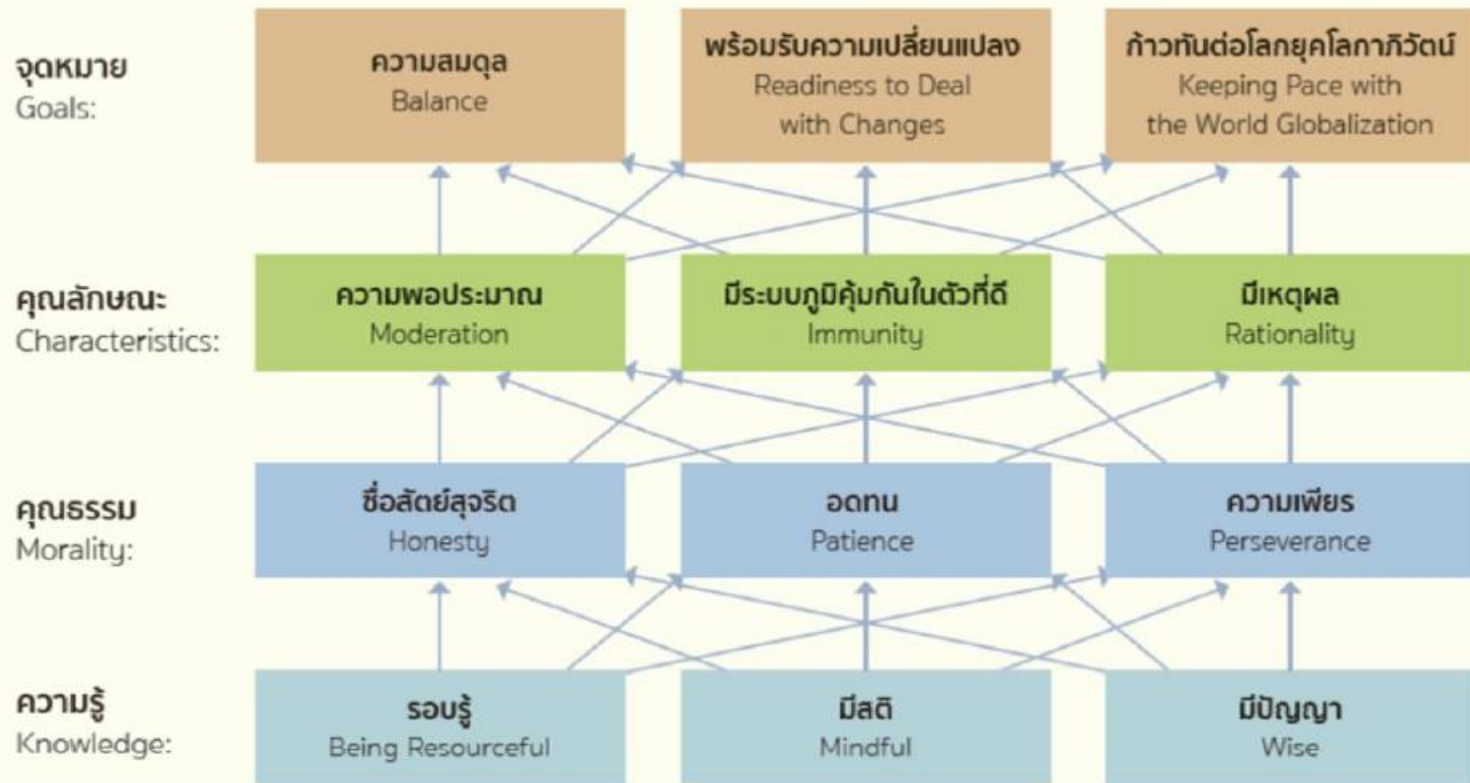 จุดหมาย
Goals:
ความสมดุล
Balance
พร้อมรับความเปลี่ยนแปลง
Readiness to Deal
with Changes
ก้าวทันต่อโลกยุคโลกาภิวัตน์
Keeping Pace with
the World Globalization
คุณลักษณะ
Characteristics:
ความพอประมาณ
Moderation
มีระบบภูมิคุ้มกันในตัวที่ดี
Immunity
มีเหตุผล
Rationality
คุณธรรม
Morality:
ซื่อสัตย์สุจริต
Honesty
อดทน
Patience
ความเพียร
Perseverance
ความรู้
Knowledge:
รอบรู้
Being Resourceful
มีสติ
Mindful
มีปัญญา
Wise